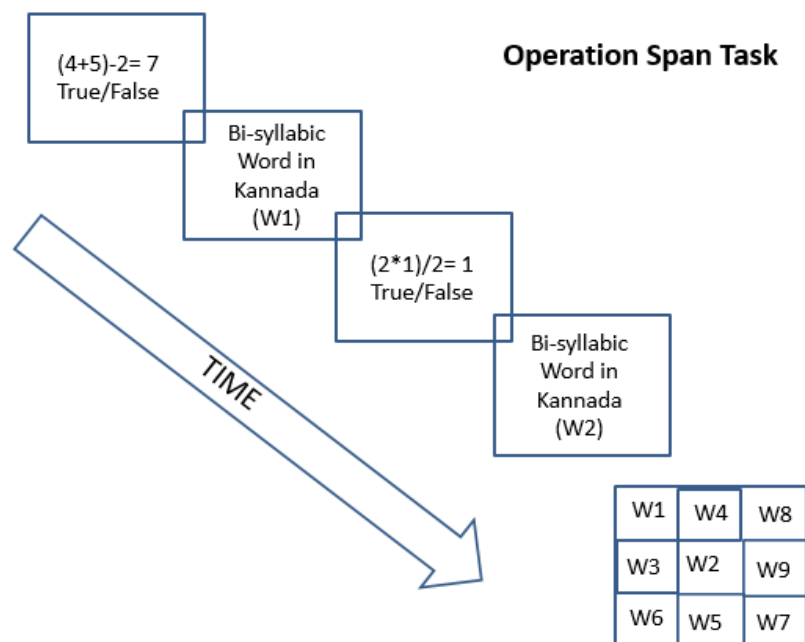 Operation Span Task
(4+5)-2= 7
True/False
Bi-syllabic
Word in
Kannada
(W1)
(2*1)/2= 1
True/False
Bi-syllabic
Word in
Kannada
(W2)
TIME
W1 W4 W8
W3 W2 W9
W6 W5 W7